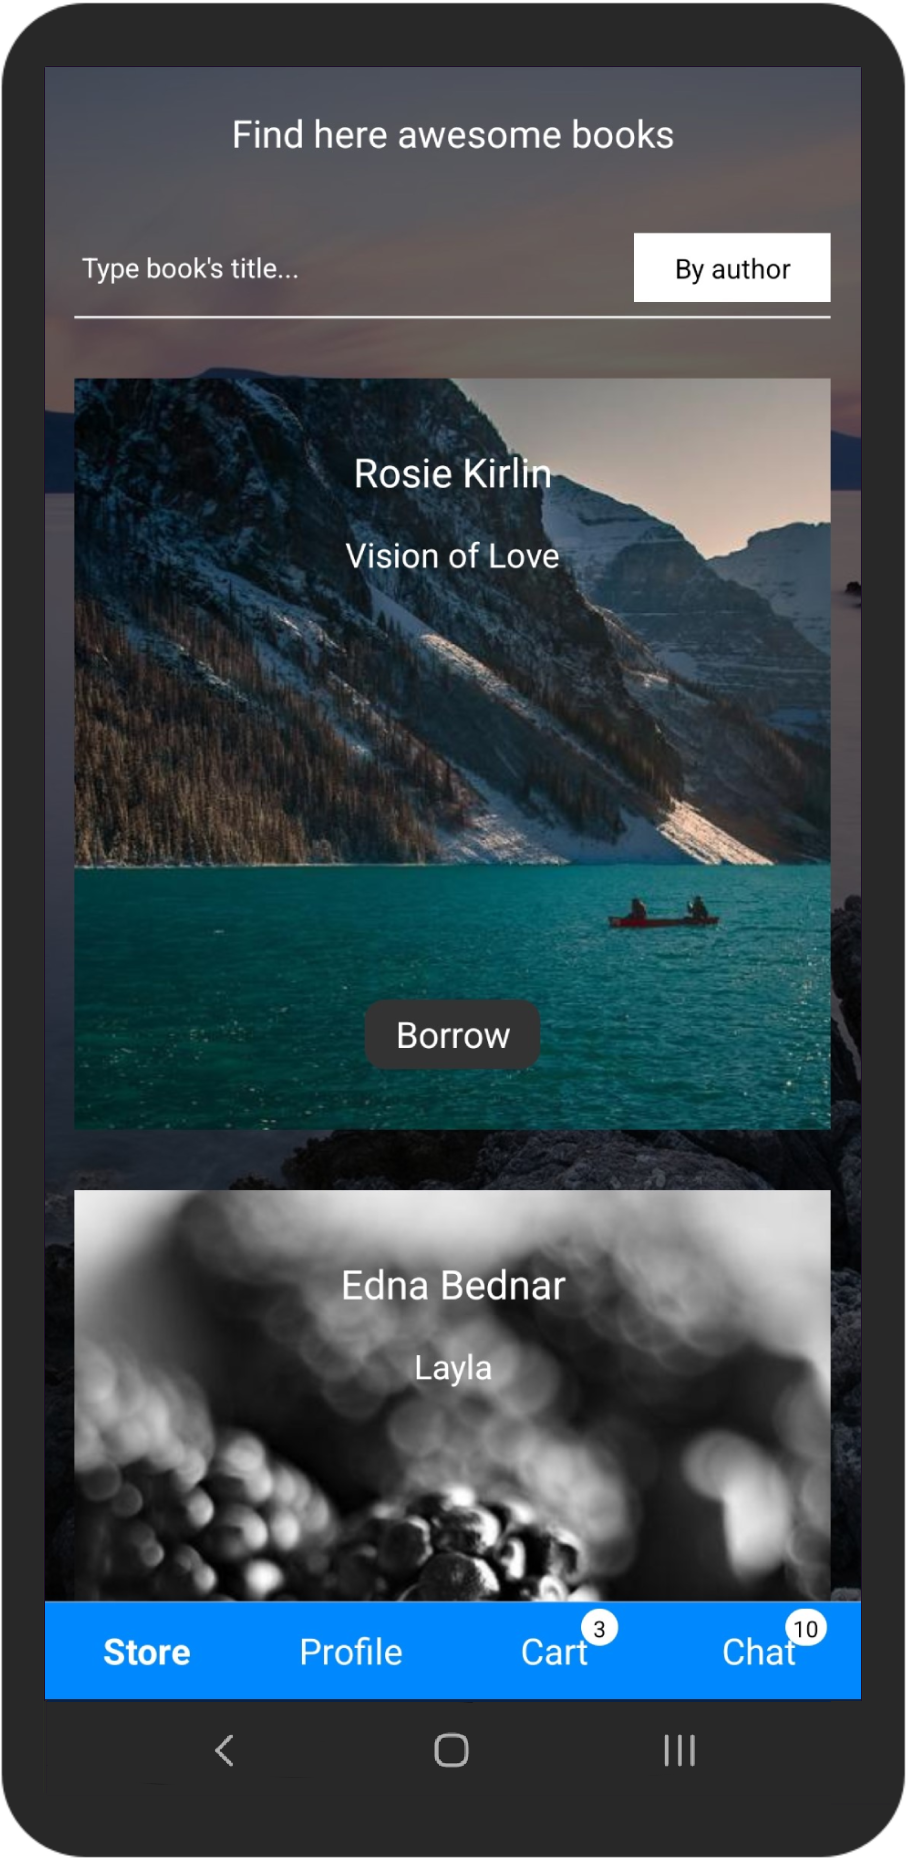 Find here awesome books
Type book's title...
By author
Rosie Kirlin
Vision of Love
Borrow
Edna Bednar
Layla
Store
Profile
Cart
3
Chat
10